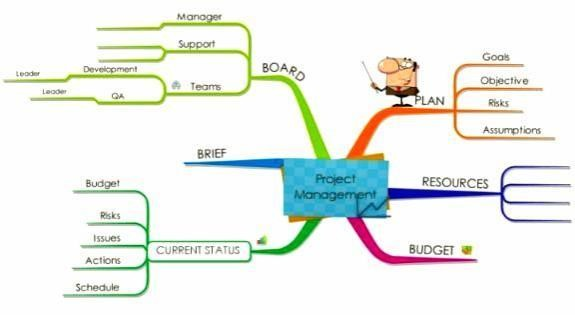 Manager
Support
Leader
Development
Teams
Leader
QA
BOARD
Goals
Objective
Risks
Assumptions
PLAN
BRIEF
Project
Management
RESOURCES
Budget
Risks
Issues
Actions
Schedule
CURRENT STATUS
BUDGET